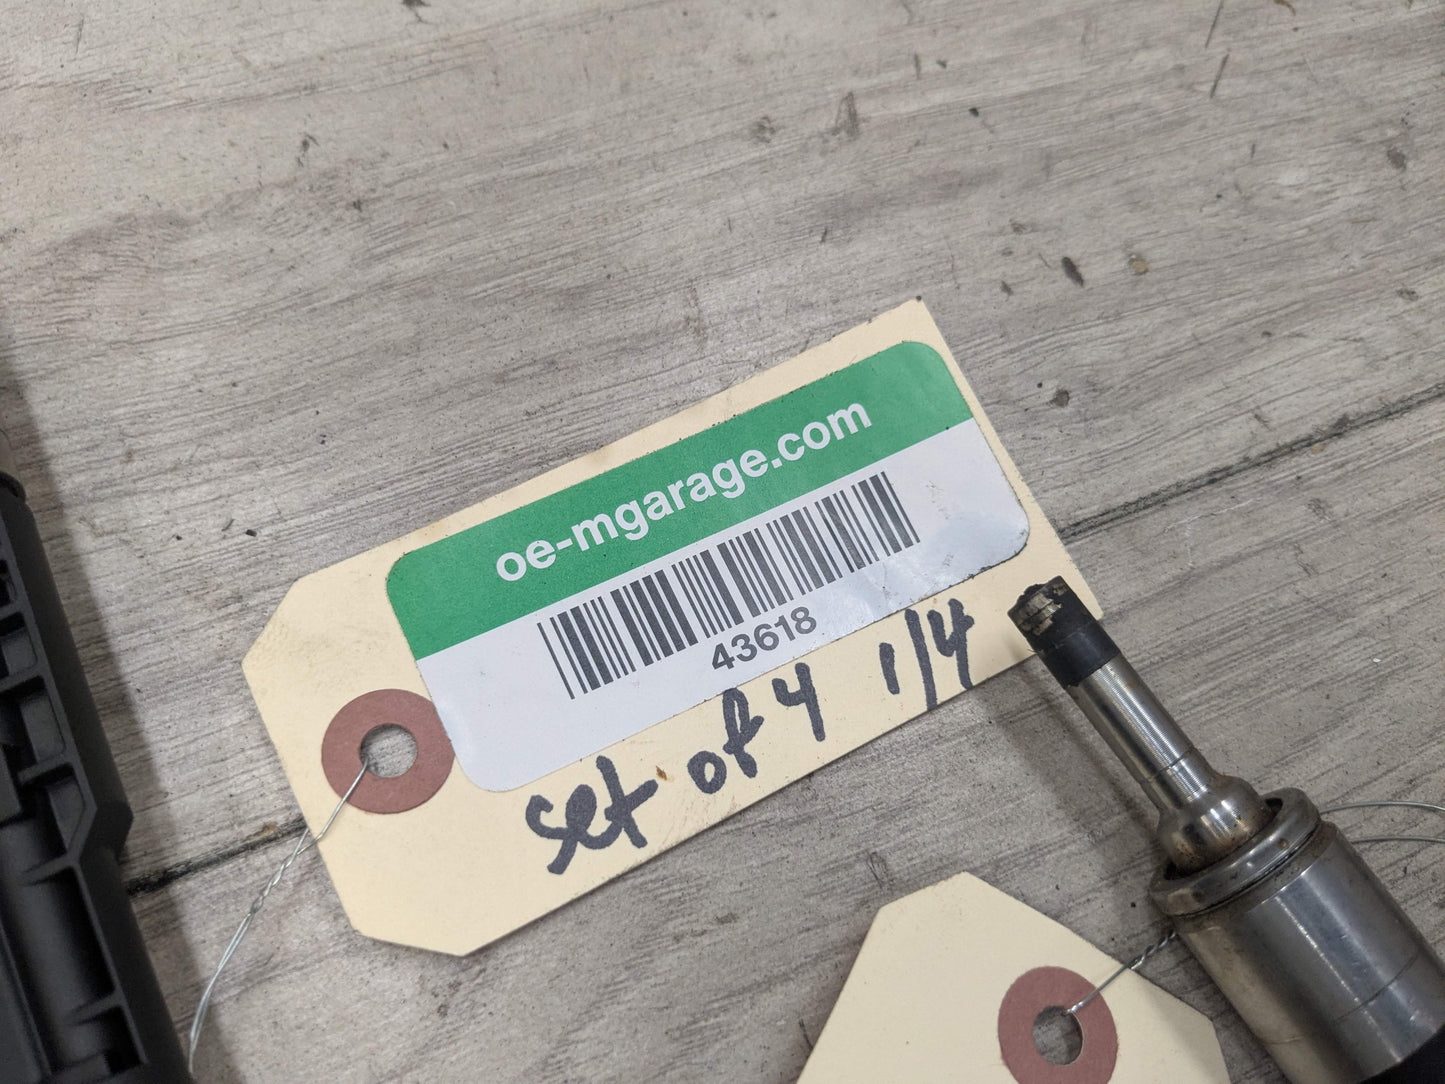 oe-mgarage.com
43618
set of 4 1/4